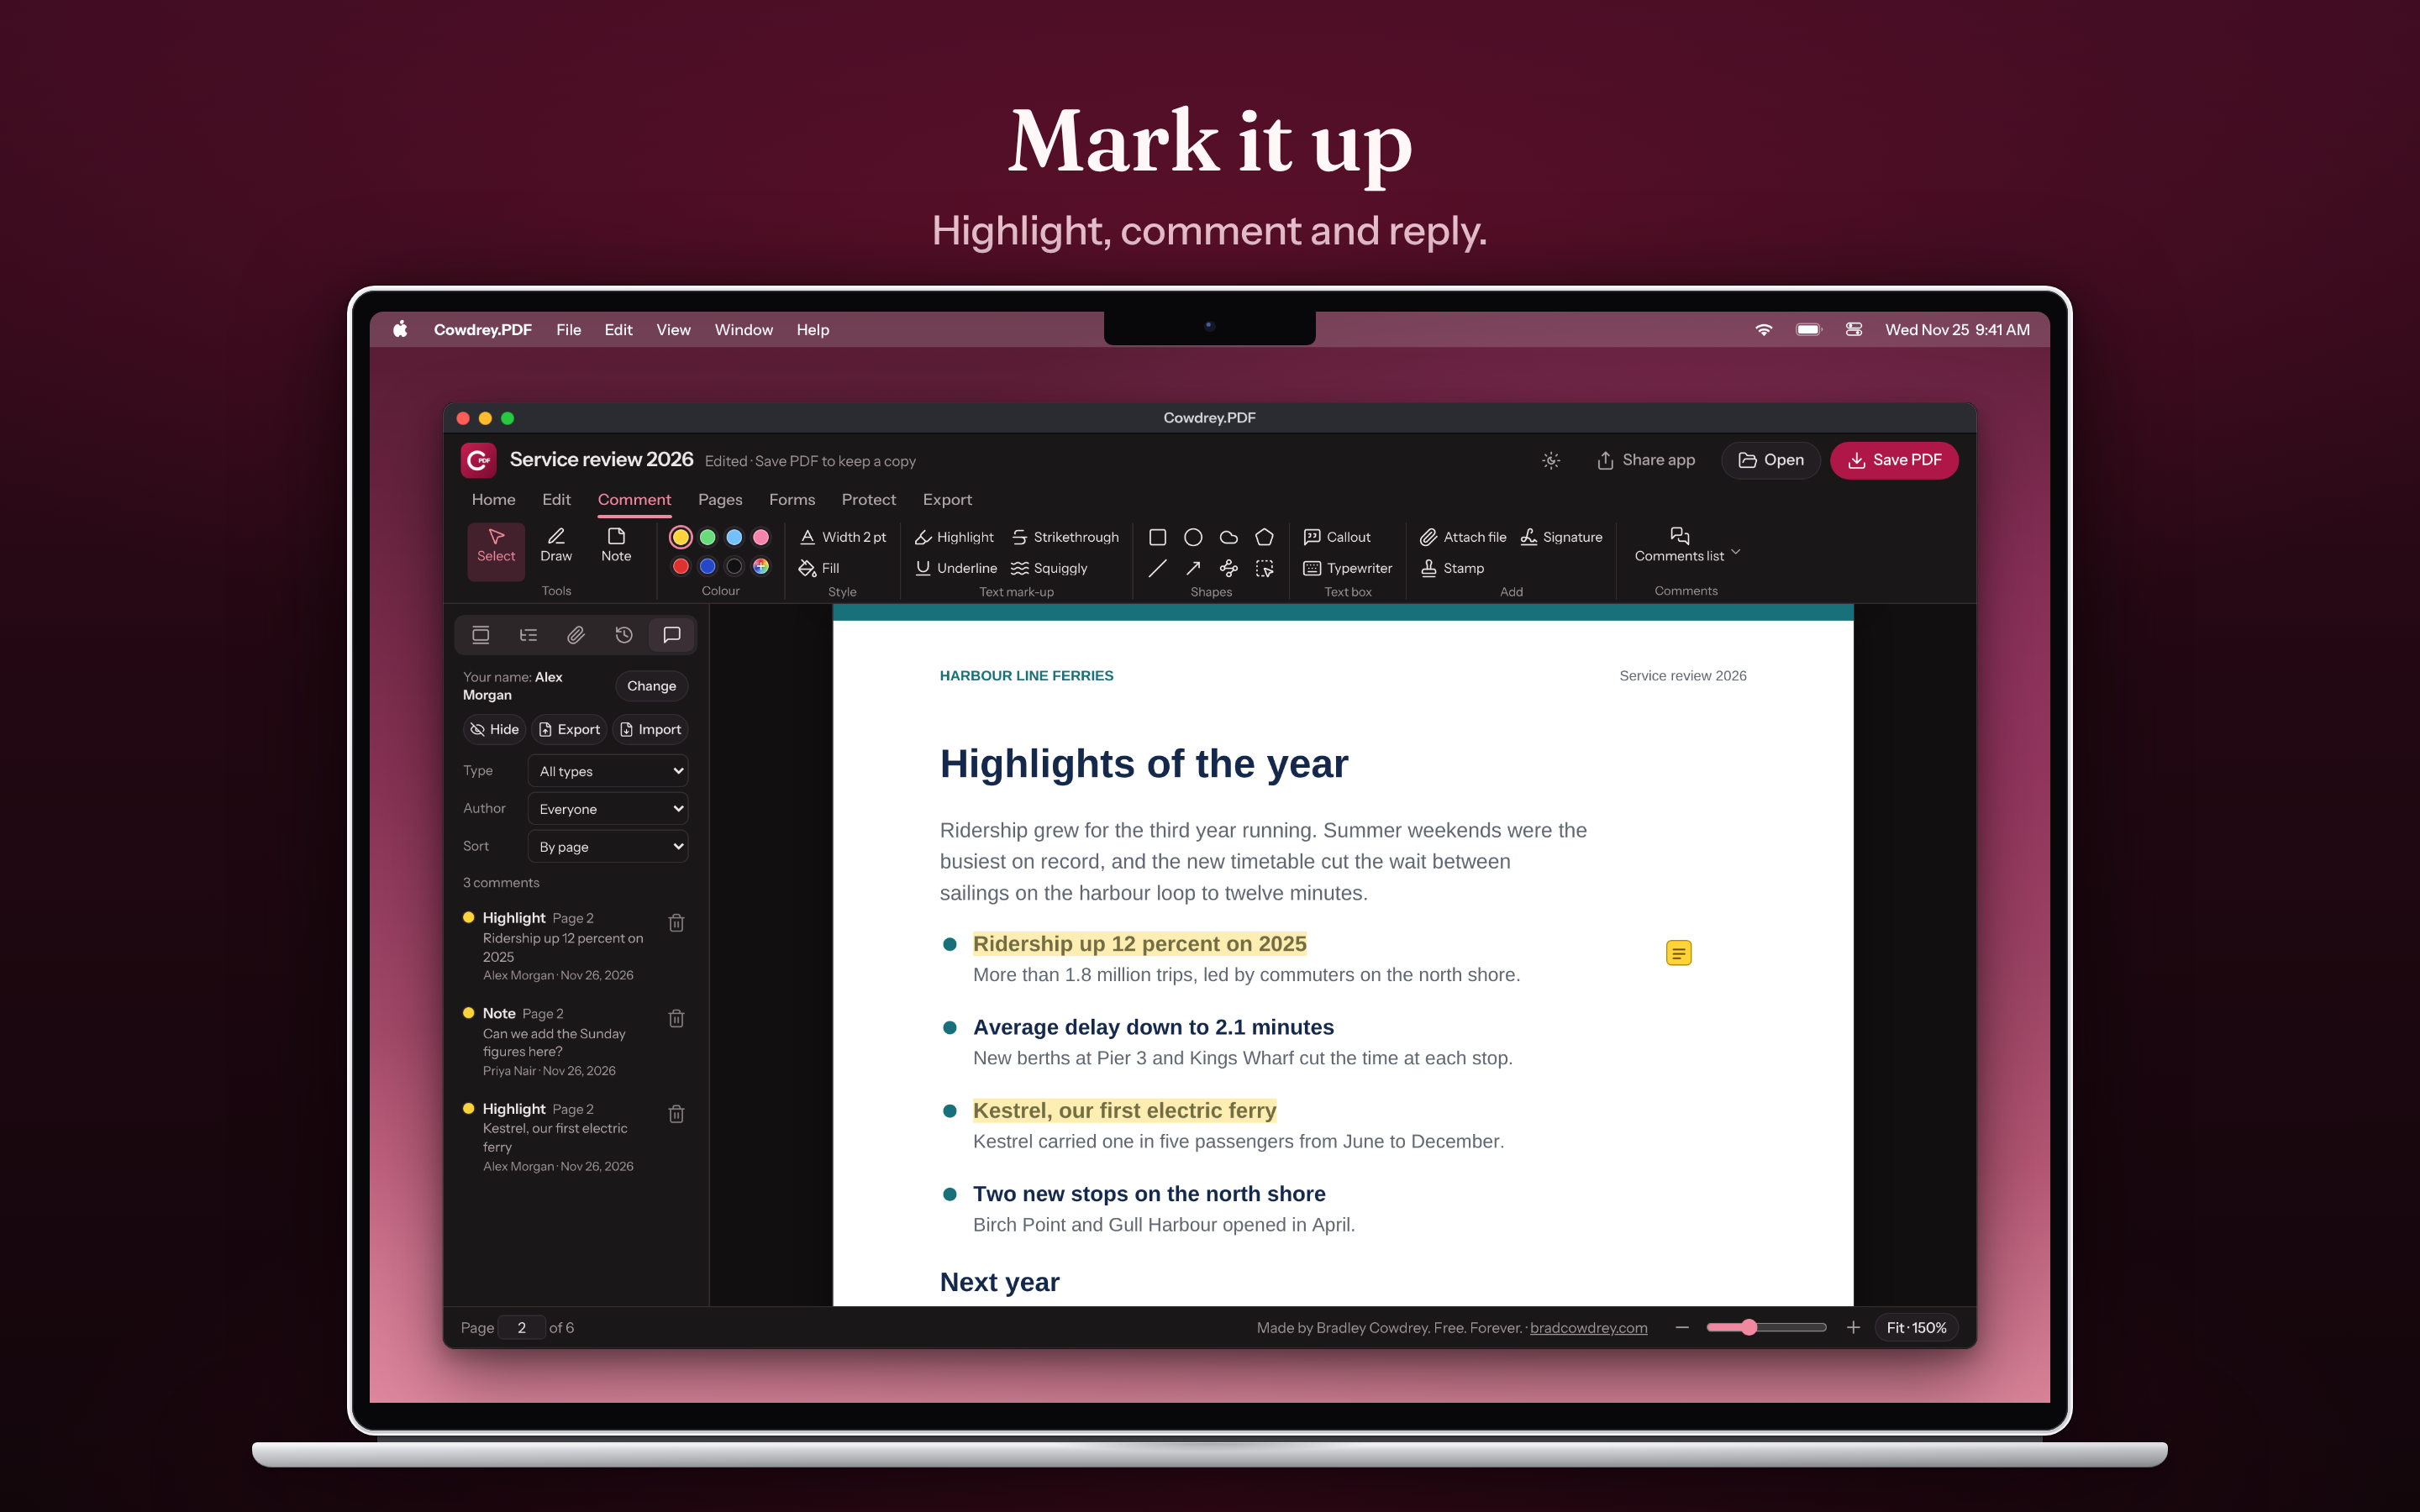 Mark it up
Highlight, comment and reply.
Cowdrey.PDF File Edit View Window Help
Wed Nov 25 9:41 AM
Cowdrey.PDF
PDF
Service review 2026 Edited · Save PDF to keep a copy
Share app
Open
Save PDF
Home Edit Comment Pages Forms Protect Export
Select Draw Note
Tools
Colour
Width 2 pt
Fill
Style
Highlight Strikethrough
Underline Squiggly
Text mark-up
Shapes
Callout
Typewriter
Text box
Attach file Signature
Stamp
Add
Comments list
Comments
Your name: Alex
Morgan
Change
Hide Export Import
Type All types
Author Everyone
Sort By page
3 comments
Highlight Page 2
Ridership up 12 percent on
2025
Alex Morgan · Nov 26, 2026
Note Page 2
Can we add the Sunday
figures here?
Priya Nair · Nov 26, 2026
Highlight Page 2
Kestrel, our first electric
ferry
Alex Morgan · Nov 26, 2026
HARBOUR LINE FERRIES
Service review 2026
Highlights of the year
Ridership grew for the third year running. Summer weekends were the
busiest on record, and the new timetable cut the wait between
sailings on the harbour loop to twelve minutes.
Ridership up 12 percent on 2025
More than 1.8 million trips, led by commuters on the north shore.
Average delay down to 2.1 minutes
New berths at Pier 3 and Kings Wharf cut the time at each stop.
Kestrel, our first electric ferry
Kestrel carried one in five passengers from June to December.
Two new stops on the north shore
Birch Point and Gull Harbour opened in April.
Next year
Page 2 of 6
Made by Bradley Cowdrey. Free. Forever. · bradcowdrey.com
Fit · 150%